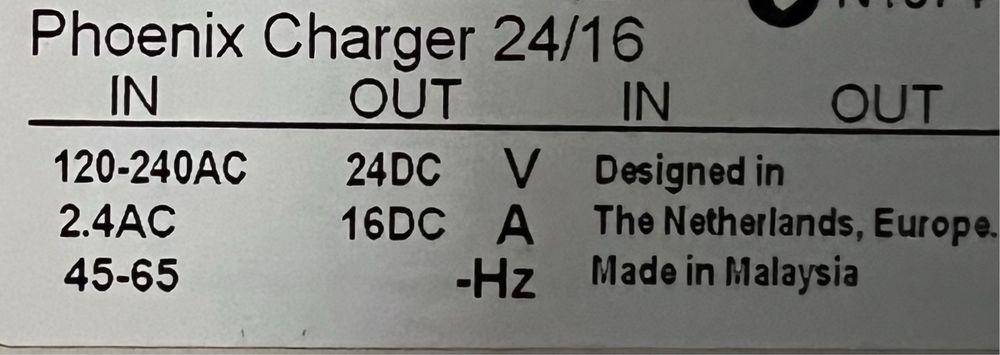 Phoenix Charger 24/16
IN OUT IN OUT
120-240AC 24DC V Designed in
2.4AC 16DC A The Netherlands, Europe.
45-65 -Hz Made in Malaysia